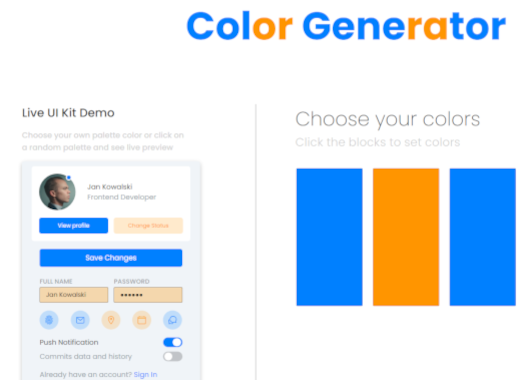 Color Generator
Live UI Kit Demo
Choose your own palette color or click on
a random palette and see live preview
Jan Kowalski
Frontend Developer
View profile
Change Status
Save Changes
FULL NAME
PASSWORD
Jan Kowalski
••••••
Push Notification
Commits data and history
Already have an account? Sign In
Choose your colors
Click the blocks to set colors